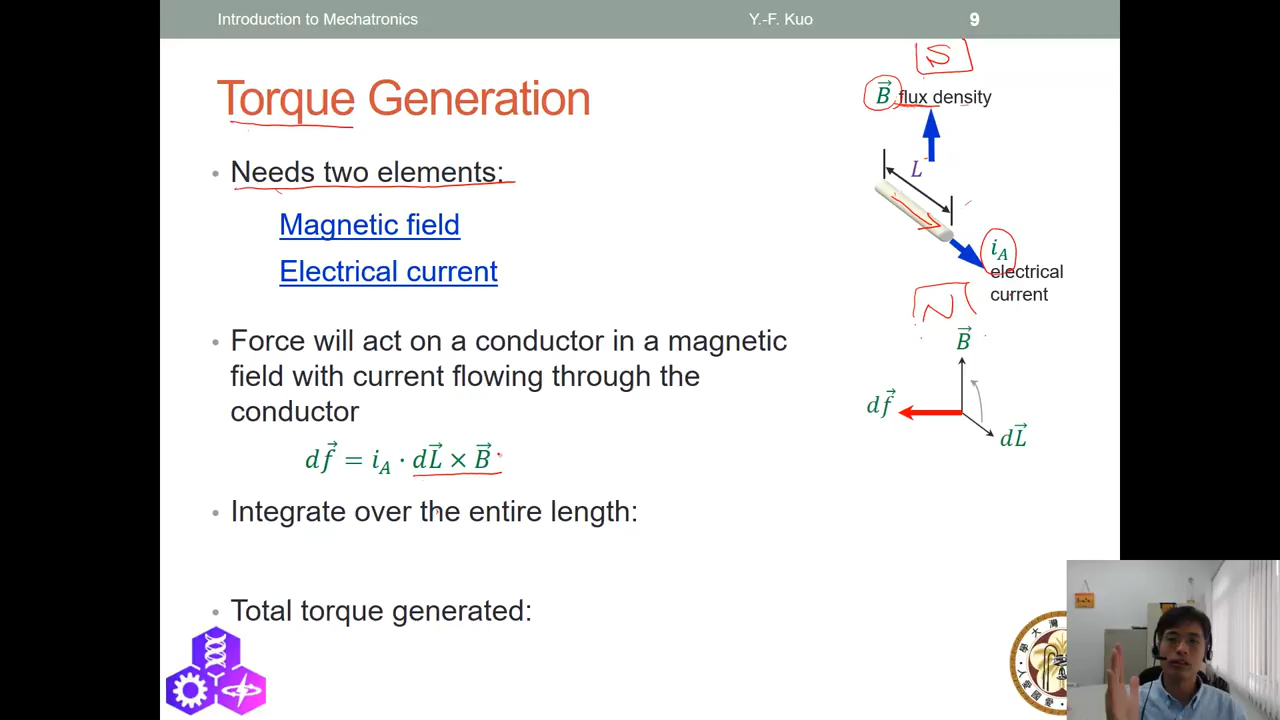 Introduction to Mechatronics Y.-F. Kuo 9
Torque Generation
• Needs two elements:
Magnetic field
Electrical current
• Force will act on a conductor in a magnetic
field with current flowing through the
conductor
df⃗ = i_A · dL⃗ × B⃗
• Integrate over the entire length:
• Total torque generated:
S
B⃗ flux density
L
i_A
electrical
current
N
B⃗
df⃗
dL⃗